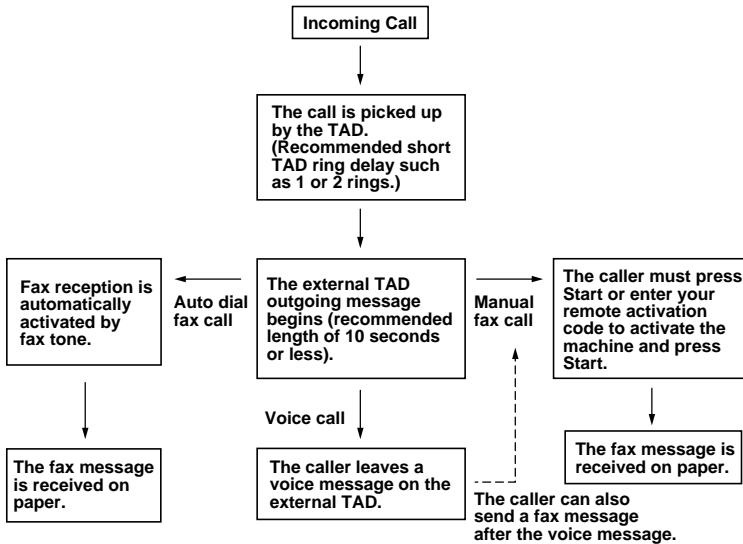 Incoming Call
The call is picked up
by the TAD.
(Recommended short
TAD ring delay such
as 1 or 2 rings.)
Fax reception is
automatically
activated by
fax tone.
Auto dial
fax call
The external TAD
outgoing message
begins (recommended
length of 10 seconds
or less).
Manual
fax call
The caller must press
Start or enter your
remote activation
code to activate the
machine and press
Start.
Voice call
The fax message
is received on
paper.
The caller leaves a
voice message on the
external TAD.
The fax message is
received on paper.
The caller can also
send a fax message
after the voice message.